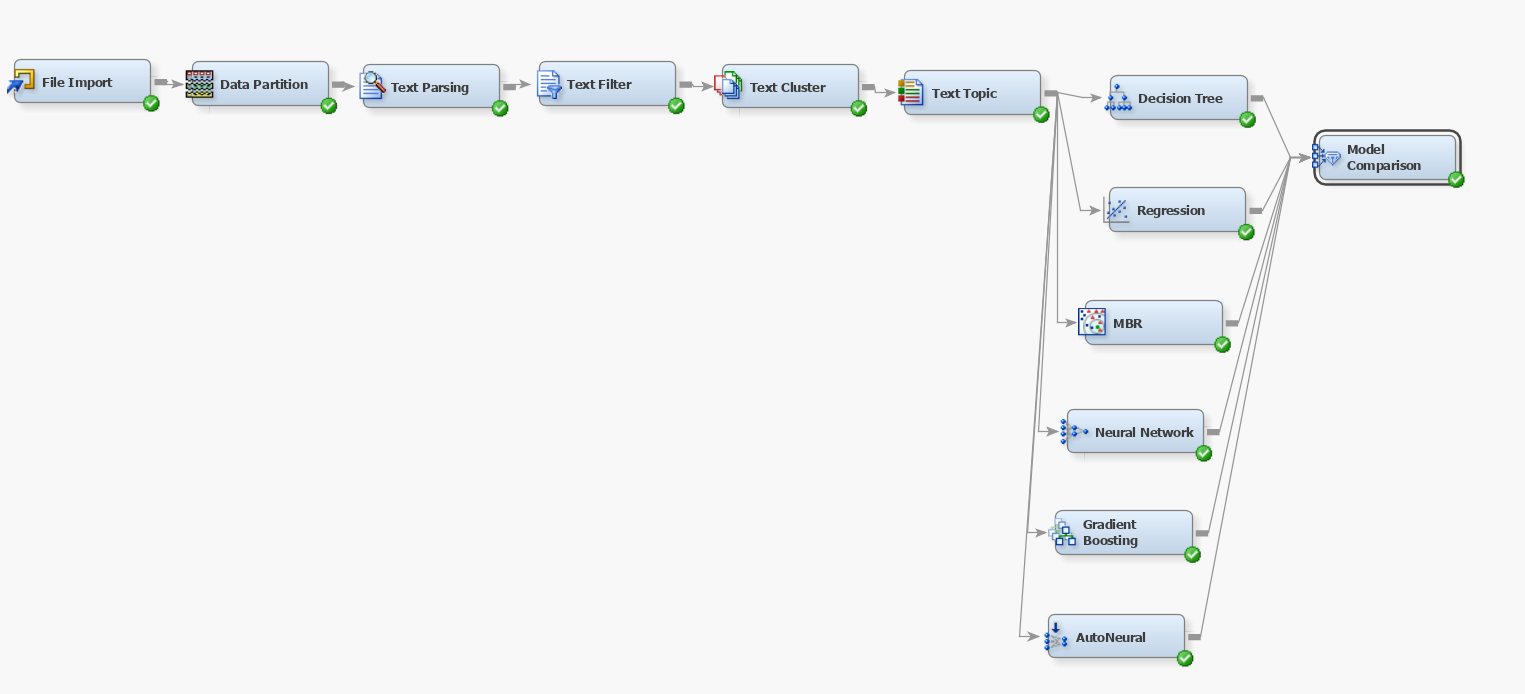 File Import
Data Partition
Text Parsing
Text Filter
Text Cluster
Text Topic
Decision Tree
Model
Comparison
Regression
MBR
Neural Network
Gradient
Boosting
AutoNeural